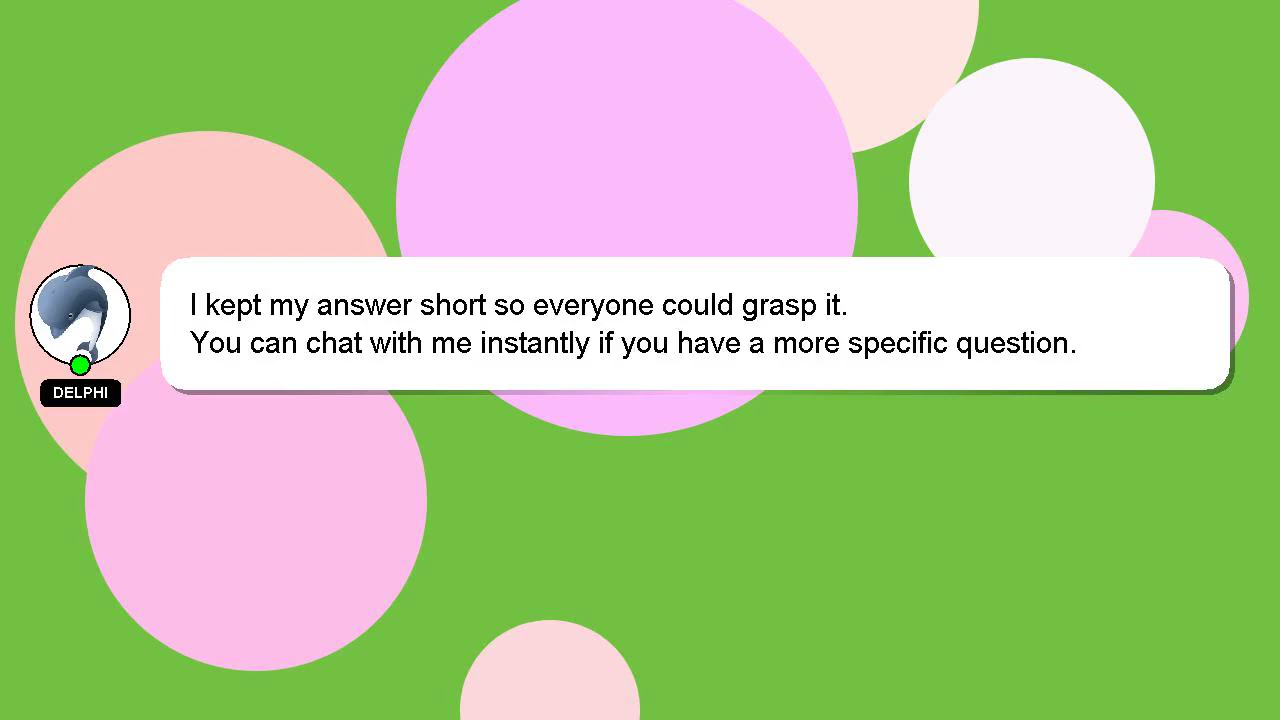 I kept my answer short so everyone could grasp it.
You can chat with me instantly if you have a more specific question.
DELPHI